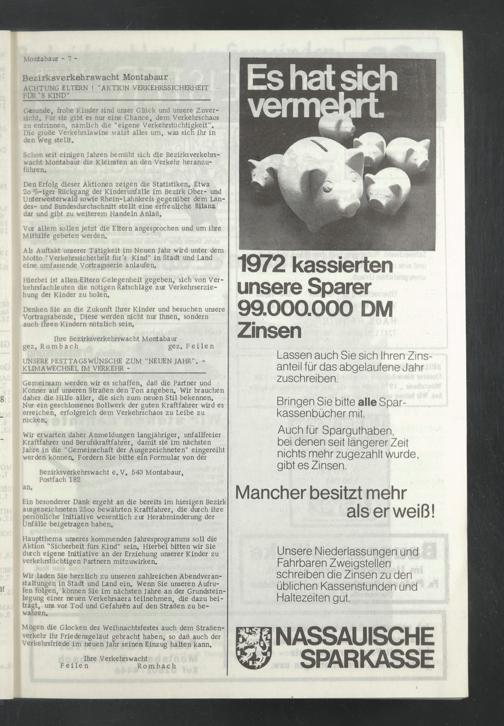 Montabaur - 7 -
Bezirksverkehrswacht Montabaur
ACHTUNG ELTERN ! "AKTION VERKEHRSSICHERHEIT
FÜR´S KIND"
Gesunde, frohe Kinder sind unser Glück und unsere Zuver-
sicht. Für sie gibt es nur eine Chance, dem Verkehrschaos
zu entrinnen, nämlich die "eigene Verkehrstüchtigkeit".
Die große Verkehrslawine walzt alles um, was sich ihr in
den Weg stellt.
Schon seit einigen Jahren bemüht sich die Bezirksverkehrs-
wacht Montabaur die Kleinsten an den Verkehr heranzu-
führen.
Den Erfolg dieser Aktionen zeigen die Statistiken. Etwa
20 %-iger Rückgang der Kinderunfälle im Bezirk Ober- und
Unterwesterwald sowie Rhein-Lahnkreis gegenüber dem Lan-
des- und Bundesdurchschnitt stellt eine erfreuliche Bilanz
dar und gibt zu weiterem Handeln Anlaß.
Vor allem sollen jetzt die Eltern angesprochen und um ihre
Mithilfe gebeten werden.
Als Auftakt unserer Tätigkeit im Neuen Jahr wird unter dem
Motto "Verkehrssicherheit für´s Kind" in Stadt und Land
eine umfassende Vortragsserie anlaufen.
Hierbei ist allen Eltern Gelegenheit gegeben, sich von Ver-
kehrsfachleuten die nötigen Ratschläge zur Verkehrserzie-
hung der Kinder zu holen.
Denken Sie an die Zukunft Ihrer Kinder und besuchen unsere
Vortragsabende. Diese werden nicht nur Ihnen, sondern
auch Ihren Kindern nützlich sein.
Ihre Bezirksverkehrswacht Montabaur
gez. Rombach gez. Feilen
UNSERE FESTTAGSWÜNSCHE ZUM "NEUEN JAHR". -
KLIMAWECHSEL IM VERKEHR -
Gemeinsam werden wir es schaffen, daß die Partner und
Könner auf unseren Straßen den Ton angeben. Wir brauchen
daher die Hilfe aller, die sich zum neuen Stil bekennen.
Nur ein geschlossenes Bollwerk der guten Kraftfahrer wird es
erreichen, erfolgreich dem Verkehrschaos zu Leibe zu
rücken.
Wir erwarten daher Anmeldungen langjähriger, unfallfreier
Kraftfahrer und Berufskraftfahrer, damit sie im nächsten
Jahre in die "Gemeinschaft der Ausgezeichneten" eingereiht
werden können. Fordern Sie bitte ein Formular von der
Bezirksverkehrswacht e. V. 543 Montabaur,
Postfach 182
an.
Ein besonderer Dank ergeht an die bereits im hiesigen Bezirk
ausgezeichneten 2500 bewährten Kraftfahrer, die durch ihre
persönliche Initiative wesentlich zur Herabminderung der
Unfälle beigetragen haben.
Hauptthema unseres kommenden Jahresprogramms soll die
Aktion "Sicherheit fürs Kind" sein. Hierbei bitten wir Sie
durch eigene Initiative an der Erziehung unserer Kinder zu
verkehrstüchtigen Partnern mitzuwirken.
Wir laden Sie herzlich zu unseren zahlreichen Abendveran-
staltungen in Stadt und Land ein. Wenn Sie unseren Aufru-
fen folgen, können Sie im nächsten Jahre an der Grundstein-
legung einer neuen Verkehrsaera teilnehmen, die dazu bei-
trägt, uns vor Tod und Gefahren auf den Straßen zu be-
wahren.
Mögen die Glocken des Weihnachtsfestes auch dem Straßen-
verkehr ihr Friedensgeläut gebracht haben, so daß auch der
Verkehrsfriede im neuen Jahr seinen Einzug halten kann.
Ihre Verkehrswacht
Feilen Rombach
Es hat sich
vermehrt.
1972 kassierten
unsere Sparer
99.000.000 DM
Zinsen
Lassen auch Sie sich Ihren Zins-
anteil für das abgelaufene Jahr
zuschreiben.
Bringen Sie bitte alle Spar-
kassenbücher mit.
Auch für Sparguthaben,
bei denen seit längerer Zeit
nichts mehr zugezahlt wurde,
gibt es Zinsen.
Mancher besitzt mehr
als er weiß!
Unsere Niederlassungen und
Fahrbaren Zweigstellen
schreiben die Zinsen zu den
üblichen Kassenstunden und
Haltezeiten gut.
NASSAUISCHE
SPARKASSE